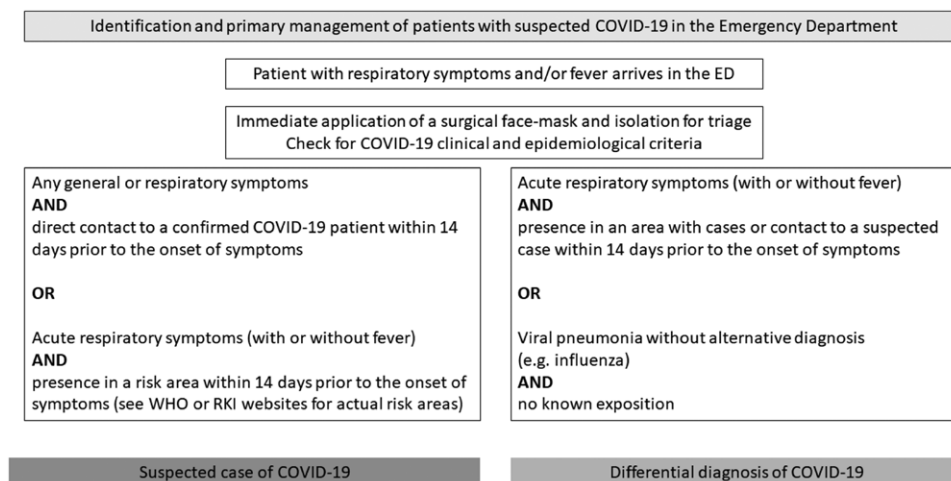 Identification and primary management of patients with suspected COVID-19 in the Emergency Department
Patient with respiratory symptoms and/or fever arrives in the ED
Immediate application of a surgical face-mask and isolation for triage
Check for COVID-19 clinical and epidemiological criteria
Any general or respiratory symptoms
AND
direct contact to a confirmed COVID-19 patient within 14
days prior to the onset of symptoms
OR
Acute respiratory symptoms (with or without fever)
AND
presence in a risk area within 14 days prior to the onset of
symptoms (see WHO or RKI websites for actual risk areas)
Suspected case of COVID-19
Acute respiratory symptoms (with or without fever)
AND
presence in an area with cases or contact to a suspected
case within 14 days prior to the onset of symptoms
OR
Viral pneumonia without alternative diagnosis
(e.g. influenza)
AND
no known exposition
Differential diagnosis of COVID-19